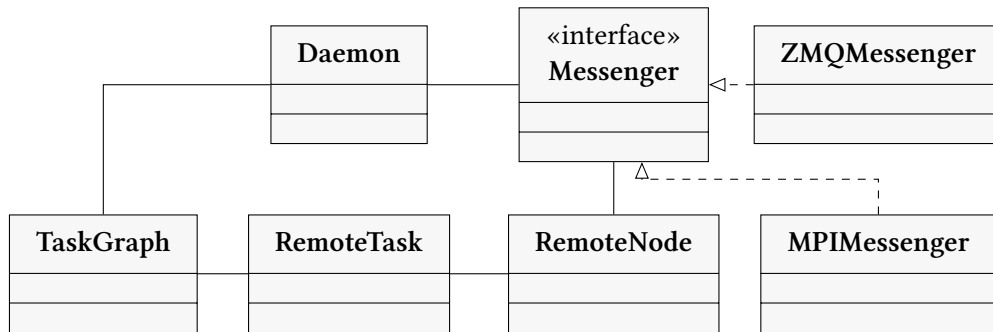 Daemon
«interface»
Messenger
ZMQMessenger
TaskGraph
RemoteTask
RemoteNode
MPIMessenger